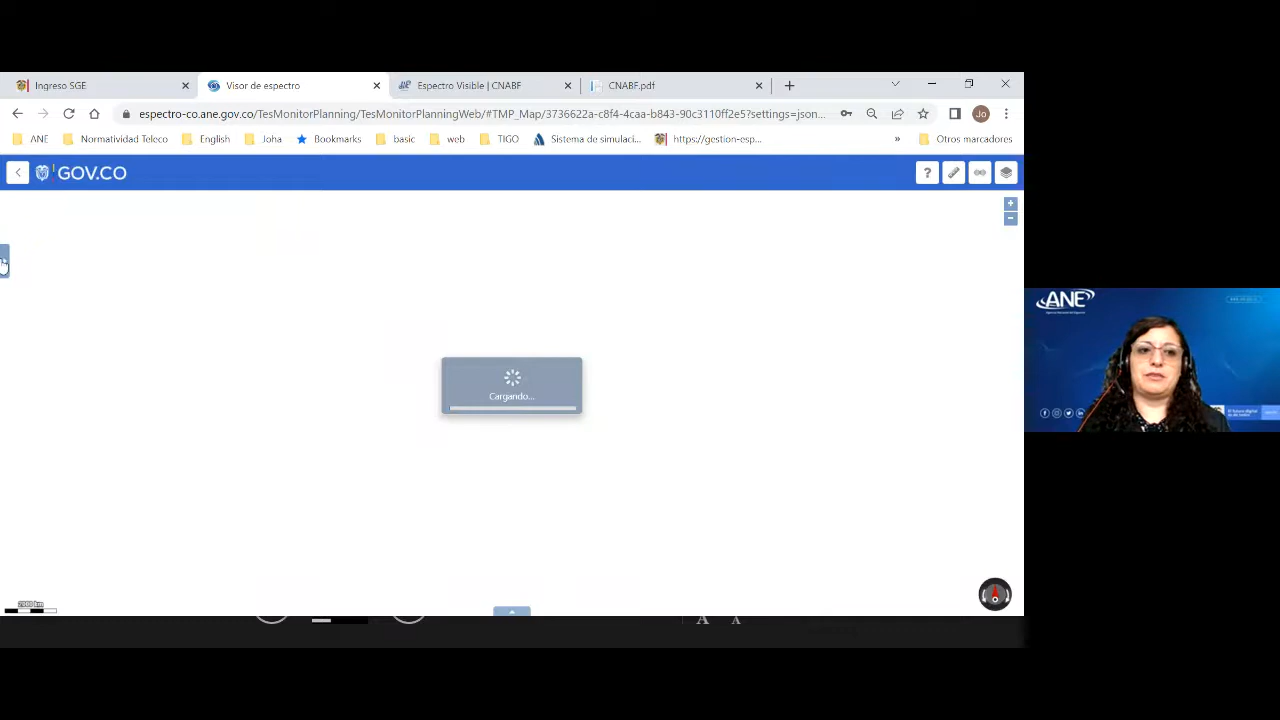 Ingreso SGE
Visor de espectro
Espectro Visible | CNABF
CNABF.pdf
espectro-co.ane.gov.co/TesMonitorPlanning/TesMonitorPlanningWeb/#TMP_Map/3736622a-c8f4-4caa-b843-90c3110ff2e5?settings=json...
Jo
ANE
Normatividad Teleco
English
Joha
Bookmarks
basic
web
TIGO
Sistema de simulaci...
https://gestion-esp...
»
Otros marcadores
GOV.CO
?
+
-
Cargando...
ANE
A
A